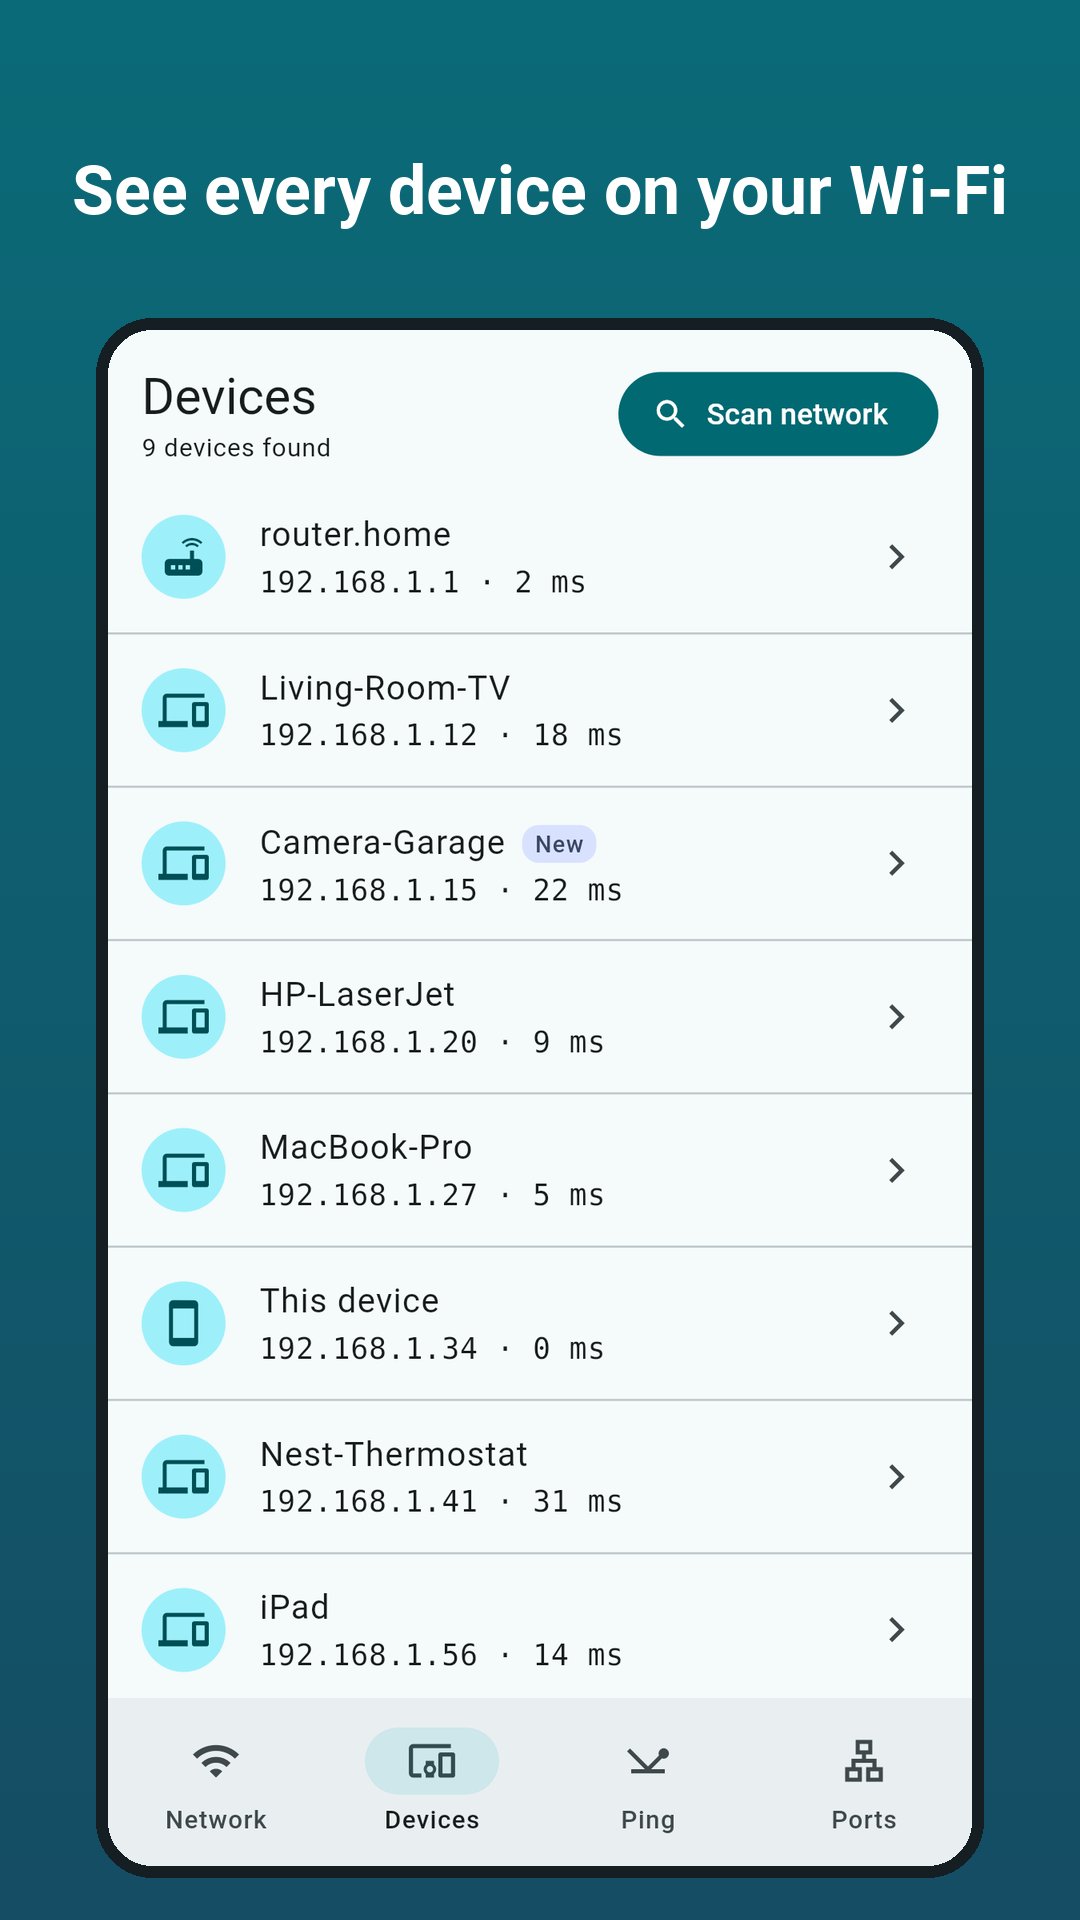 See every device on your Wi-Fi
Devices
Scan network
9 devices found
router.home
192.168.1.1 · 2 ms
Living-Room-TV
192.168.1.12 · 18 ms
Camera-Garage New
192.168.1.15 · 22 ms
HP-LaserJet
192.168.1.20 · 9 ms
MacBook-Pro
192.168.1.27 · 5 ms
This device
192.168.1.34 · 0 ms
Nest-Thermostat
192.168.1.41 · 31 ms
iPad
192.168.1.56 · 14 ms
Network Devices Ping Ports